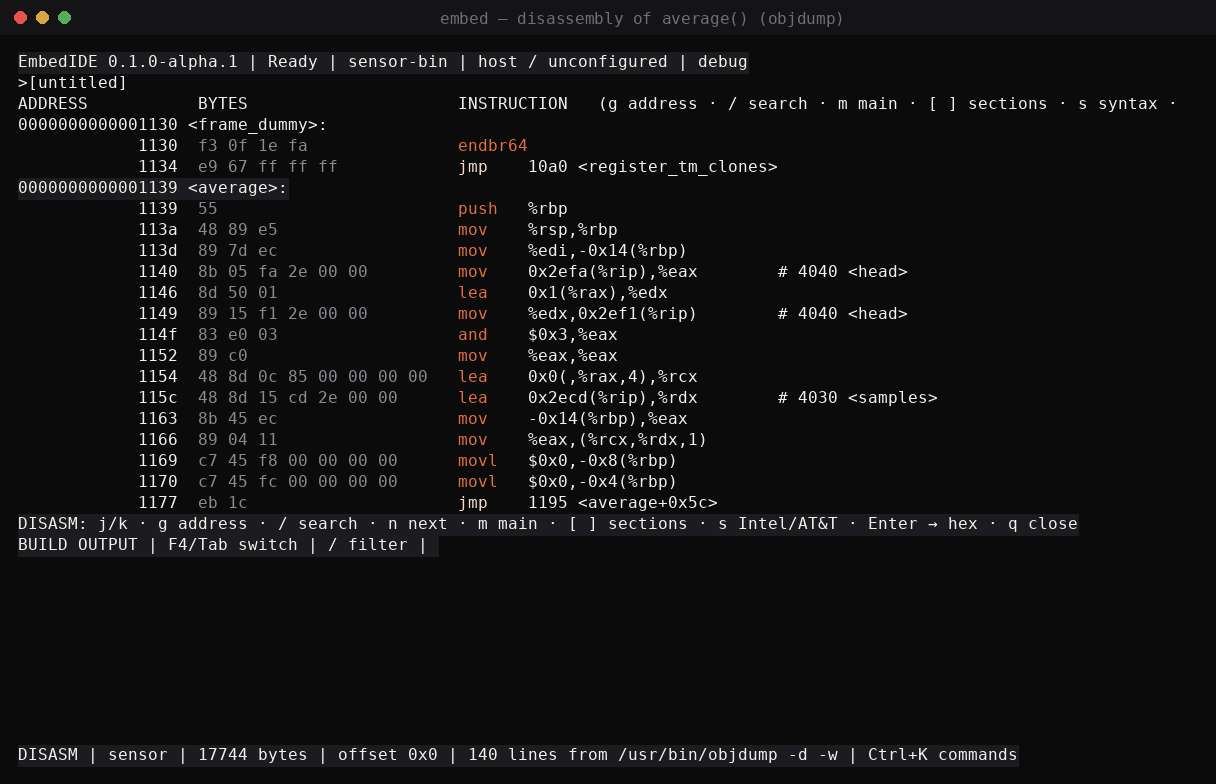 embed — disassembly of average() (objdump)
EmbedIDE 0.1.0-alpha.1 | Ready | sensor-bin | host / unconfigured | debug
>[untitled]
ADDRESS           BYTES                     INSTRUCTION   (g address · / search · m main · [ ] sections · s syntax ·
0000000000001130 <frame_dummy>:
            1130  f3 0f 1e fa               endbr64
            1134  e9 67 ff ff ff            jmp    10a0 <register_tm_clones>
0000000000001139 <average>:
            1139  55                        push   %rbp
            113a  48 89 e5                  mov    %rsp,%rbp
            113d  89 7d ec                  mov    %edi,-0x14(%rbp)
            1140  8b 05 fa 2e 00 00         mov    0x2efa(%rip),%eax        # 4040 <head>
            1146  8d 50 01                  lea    0x1(%rax),%edx
            1149  89 15 f1 2e 00 00         mov    %edx,0x2ef1(%rip)        # 4040 <head>
            114f  83 e0 03                  and    $0x3,%eax
            1152  89 c0                     mov    %eax,%eax
            1154  48 8d 0c 85 00 00 00 00   lea    0x0(,%rax,4),%rcx
            115c  48 8d 15 cd 2e 00 00      lea    0x2ecd(%rip),%rdx        # 4030 <samples>
            1163  8b 45 ec                  mov    -0x14(%rbp),%eax
            1166  89 04 11                  mov    %eax,(%rcx,%rdx,1)
            1169  c7 45 f8 00 00 00 00      movl   $0x0,-0x8(%rbp)
            1170  c7 45 fc 00 00 00 00      movl   $0x0,-0x4(%rbp)
            1177  eb 1c                     jmp    1195 <average+0x5c>
DISASM: j/k · g address · / search · n next · m main · [ ] sections · s Intel/AT&T · Enter → hex · q close
BUILD OUTPUT | F4/Tab switch | / filter |
DISASM | sensor | 17744 bytes | offset 0x0 | 140 lines from /usr/bin/objdump -d -w | Ctrl+K commands